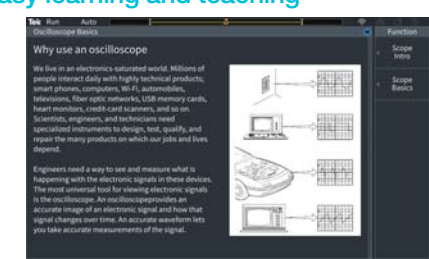 asy learning and teaching
Tek Run Auto
Oscilloscope Basics
Function
Why use an oscilloscope
Scope
Intro
Scope
Basics
We live in an electronics-saturated world. Millions of
people interact daily with highly technical products;
smart phones, computers, Wi-Fi, automobiles,
televisions, fiber optic networks, USB memory cards,
heart monitors, credit-card scanners, and so on.
Scientists, engineers, and technicians need
specialized instruments to design, test, qualify, and
repair the many products on which our jobs and lives
depend.
Engineers need a way to see and measure what is
happening with the electronic signals in these devices.
The most universal tool for viewing electronic signals
is the oscilloscope. An oscilloscopeprovides an
accurate image of an electronic signal and how that
signal changes over time. An accurate waveform lets
you take accurate measurements of the signal.